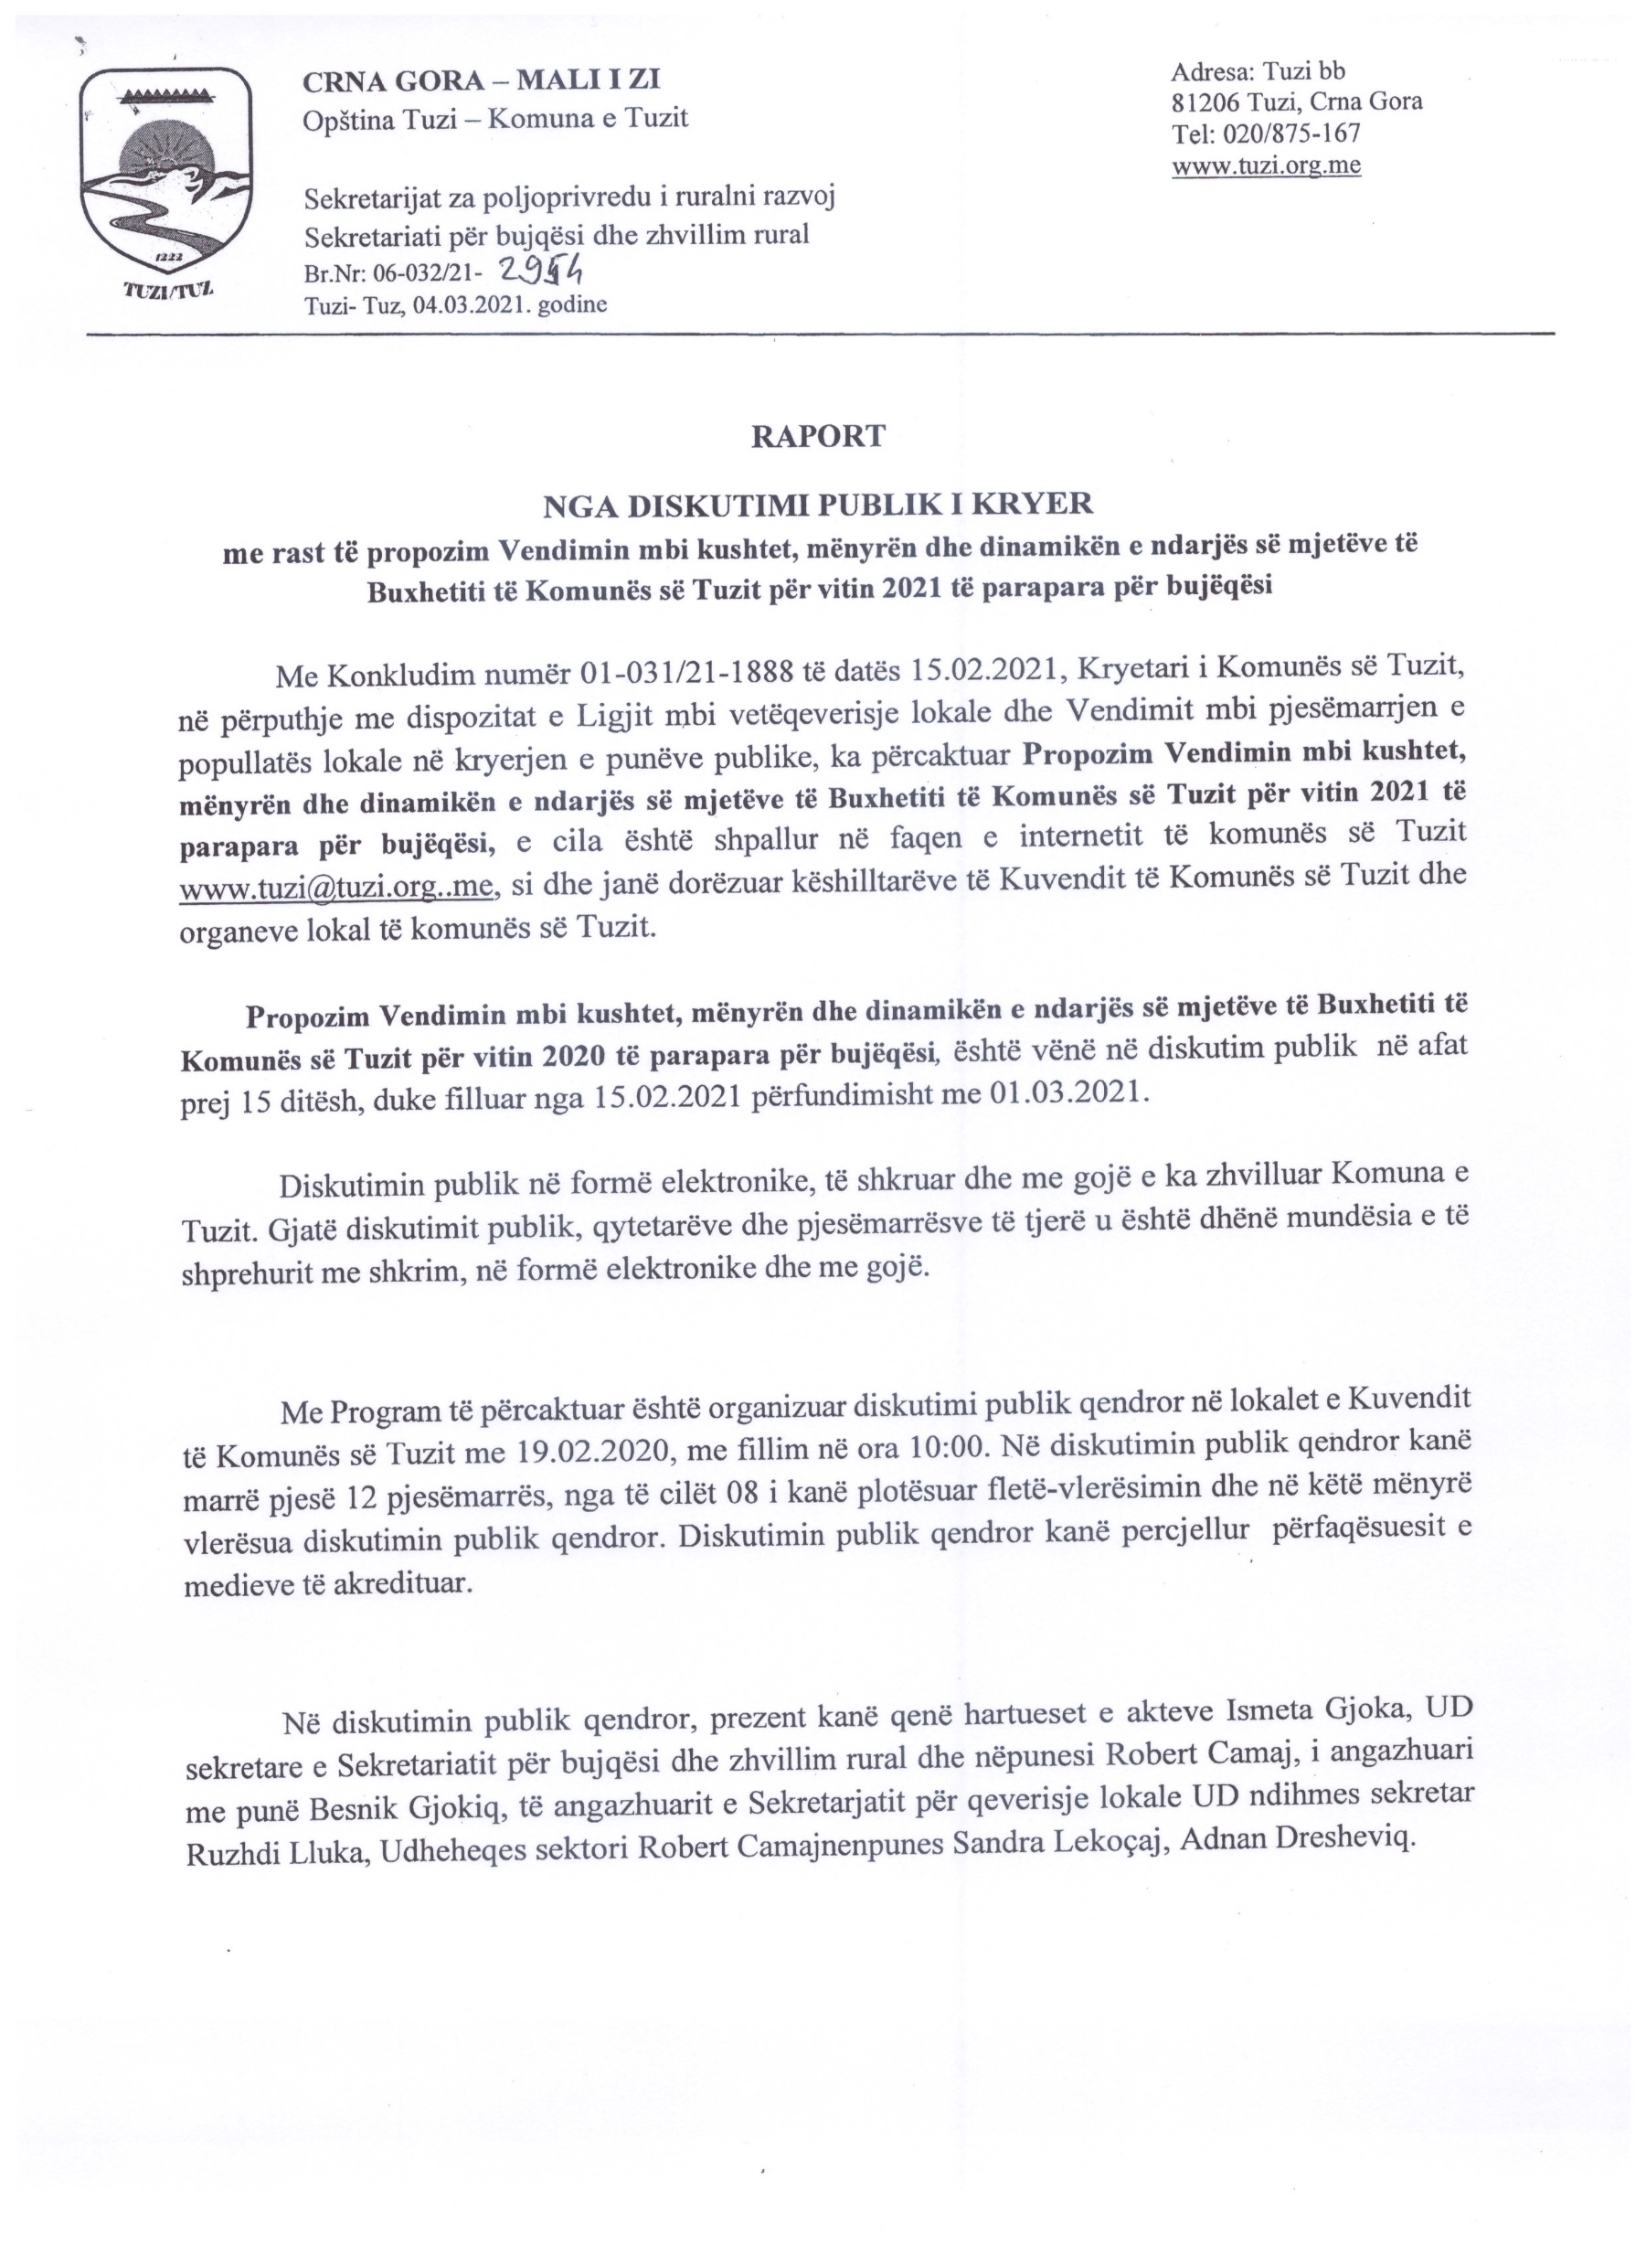 CRNA GORA – MALI I ZI
Opština Tuzi – Komuna e Tuzit
Sekretarijat za poljoprivredu i ruralni razvoj
Sekretariati për bujqësi dhe zhvillim rural
Br.Nr: 06-032/21- 2954
Tuzi- Tuz, 04.03.2021. godine
1222
TUZI/TUZ
Adresa: Tuzi bb
81206 Tuzi, Crna Gora
Tel: 020/875-167
www.tuzi.org.me
RAPORT
NGA DISKUTIMI PUBLIK I KRYER
me rast të propozim Vendimin mbi kushtet, mënyrën dhe dinamikën e ndarjës së mjetëve të
Buxhetiti të Komunës së Tuzit për vitin 2021 të parapara për bujëqësi
Me Konkludim numër 01-031/21-1888 të datës 15.02.2021, Kryetari i Komunës së Tuzit,
në përputhje me dispozitat e Ligjit mbi vetëqeverisje lokale dhe Vendimit mbi pjesëmarrjen e
popullatës lokale në kryerjen e punëve publike, ka përcaktuar Propozim Vendimin mbi kushtet,
mënyrën dhe dinamikën e ndarjës së mjetëve të Buxhetiti të Komunës së Tuzit për vitin 2021 të
parapara për bujëqësi, e cila është shpallur në faqen e internetit të komunës së Tuzit
www.tuzi@tuzi.org..me, si dhe janë dorëzuar këshilltarëve të Kuvendit të Komunës së Tuzit dhe
organeve lokal të komunës së Tuzit.
Propozim Vendimin mbi kushtet, mënyrën dhe dinamikën e ndarjës së mjetëve të Buxhetiti të
Komunës së Tuzit për vitin 2020 të parapara për bujëqësi, është vënë në diskutim publik në afat
prej 15 ditësh, duke filluar nga 15.02.2021 përfundimisht me 01.03.2021.
Diskutimin publik në formë elektronike, të shkruar dhe me gojë e ka zhvilluar Komuna e
Tuzit. Gjatë diskutimit publik, qytetarëve dhe pjesëmarrësve të tjerë u është dhënë mundësia e të
shprehurit me shkrim, në formë elektronike dhe me gojë.
Me Program të përcaktuar është organizuar diskutimi publik qendror në lokalet e Kuvendit
të Komunës së Tuzit me 19.02.2020, me fillim në ora 10:00. Në diskutimin publik qendror kanë
marrë pjesë 12 pjesëmarrës, nga të cilët 08 i kanë plotësuar fletë-vlerësimin dhe në këtë mënyrë
vlerësua diskutimin publik qendror. Diskutimin publik qendror kanë percjellur përfaqësuesit e
medieve të akredituar.
Në diskutimin publik qendror, prezent kanë qenë hartueset e akteve Ismeta Gjoka, UD
sekretare e Sekretariatit për bujqësi dhe zhvillim rural dhe nëpunesi Robert Camaj, i angazhuari
me punë Besnik Gjokiq, të angazhuarit e Sekretarjatit për qeverisje lokale UD ndihmes sekretar
Ruzhdi Lluka, Udheheqes sektori Robert Camajnenpunes Sandra Lekoçaj, Adnan Dresheviq.